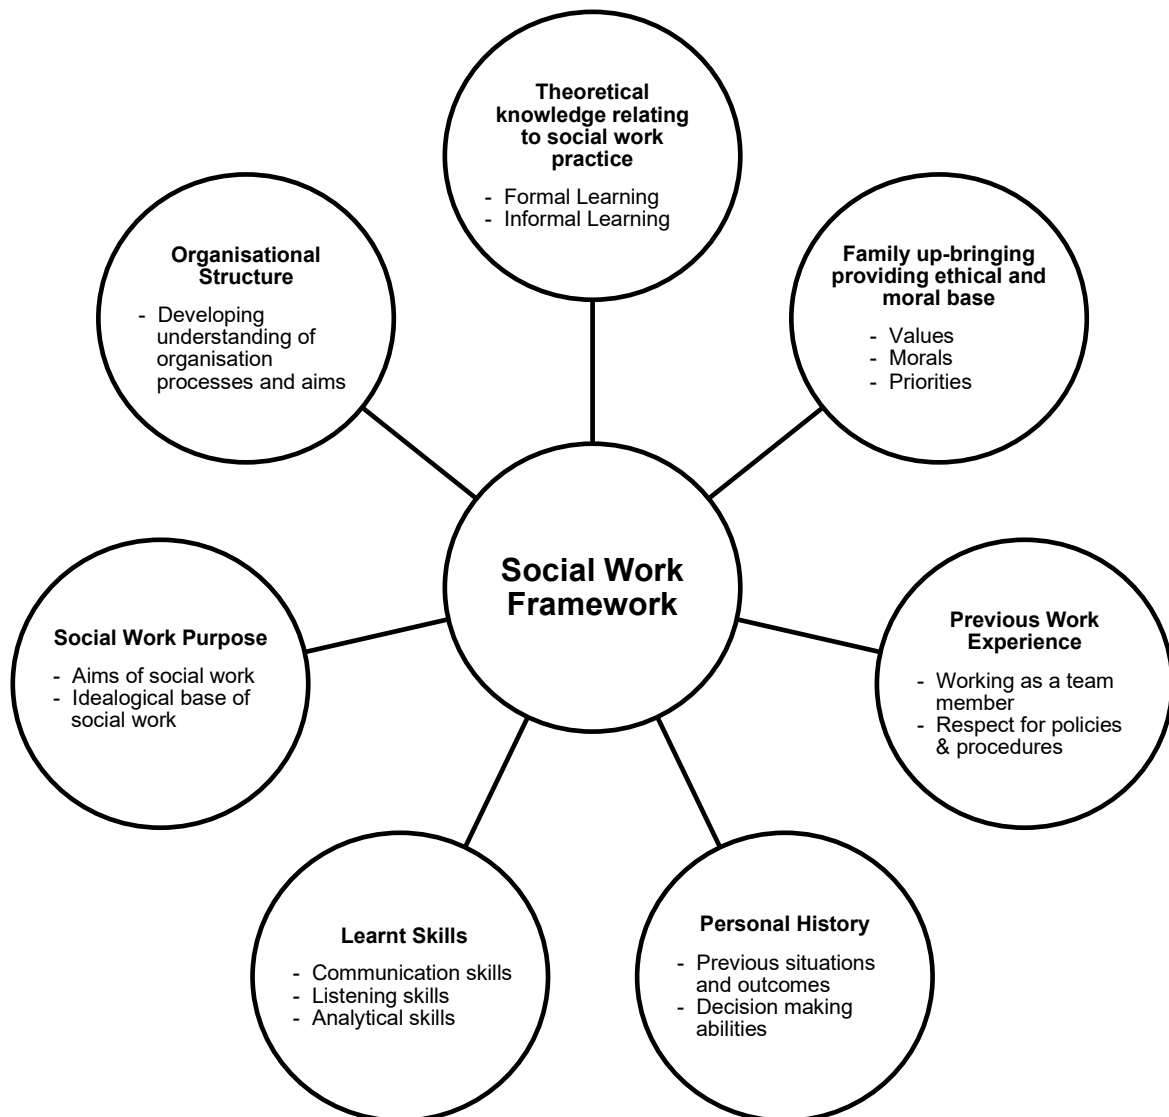 Theoretical
knowledge relating
to social work
practice
- Formal Learning
- Informal Learning
Organisational
Structure
- Developing
understanding of
organisation
processes and aims
Family up-bringing
providing ethical and
moral base
- Values
- Morals
- Priorities
Social Work
Framework
Social Work Purpose
- Aims of social work
- Idealogical base of
social work
Previous Work
Experience
- Working as a team
member
- Respect for policies
& procedures
Learnt Skills
- Communication skills
- Listening skills
- Analytical skills
Personal History
- Previous situations
and outcomes
- Decision making
abilities